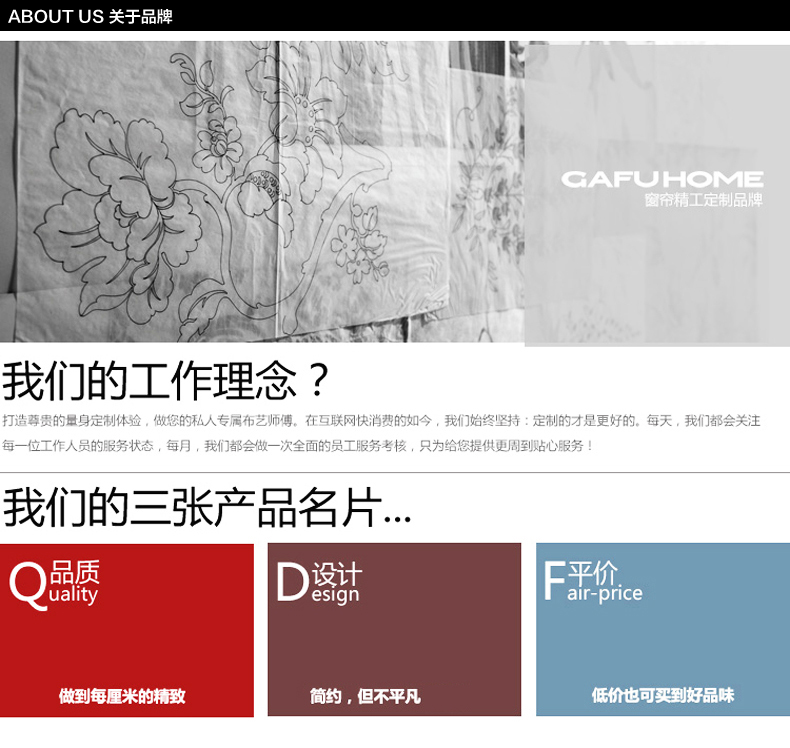 ABOUT US 关于品牌
GAFUHOME
窗帘精工定制品牌
我们的工作理念？
打造尊贵的量身定制体验，做您的私人专属布艺师傅。在互联网快消费的如今，我们始终坚持：定制的才是更好的。每天，我们都会关注
每一位工作人员的服务状态，每月，我们都会做一次全面的员工服务考核，只为给您提供更周到贴心服务！
我们的三张产品名片...
Quality 品质
做到每厘米的精致
Design 设计
简约，但不平凡
Fair-price 平价
低价也可买到好品味